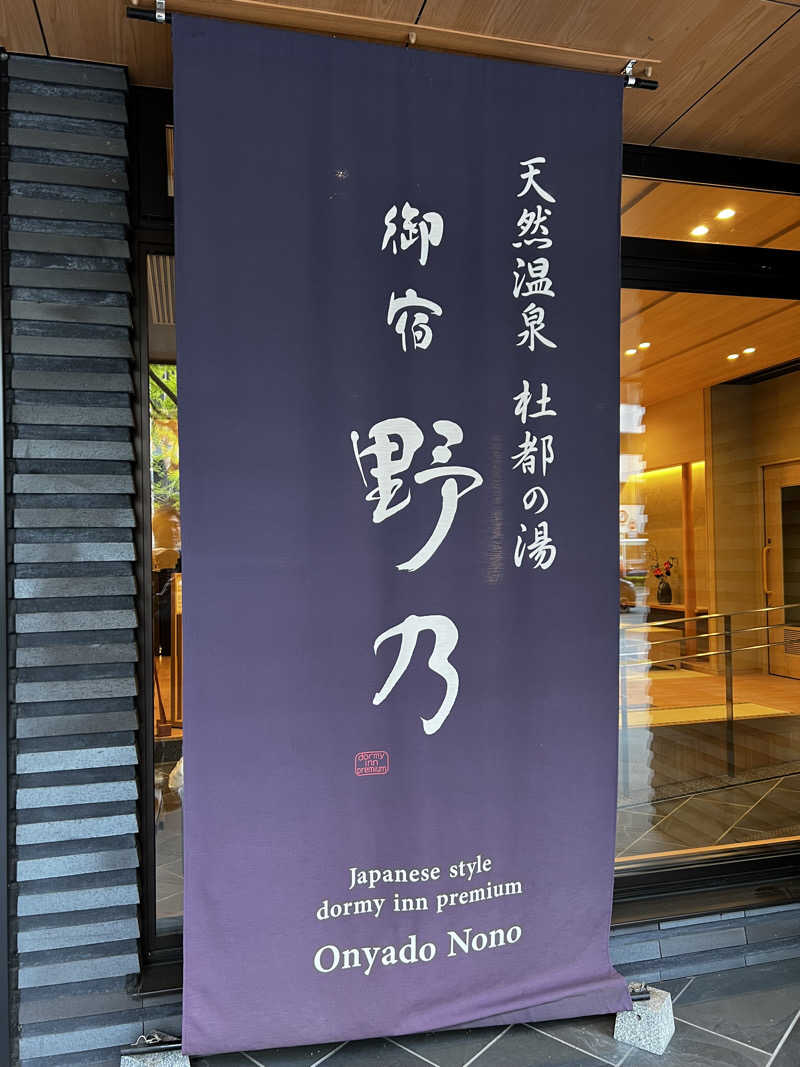 天然温泉 杜都の湯
御宿
野乃
dormy
inn
premium
Japanese style
dormy inn premium
Onyado Nono